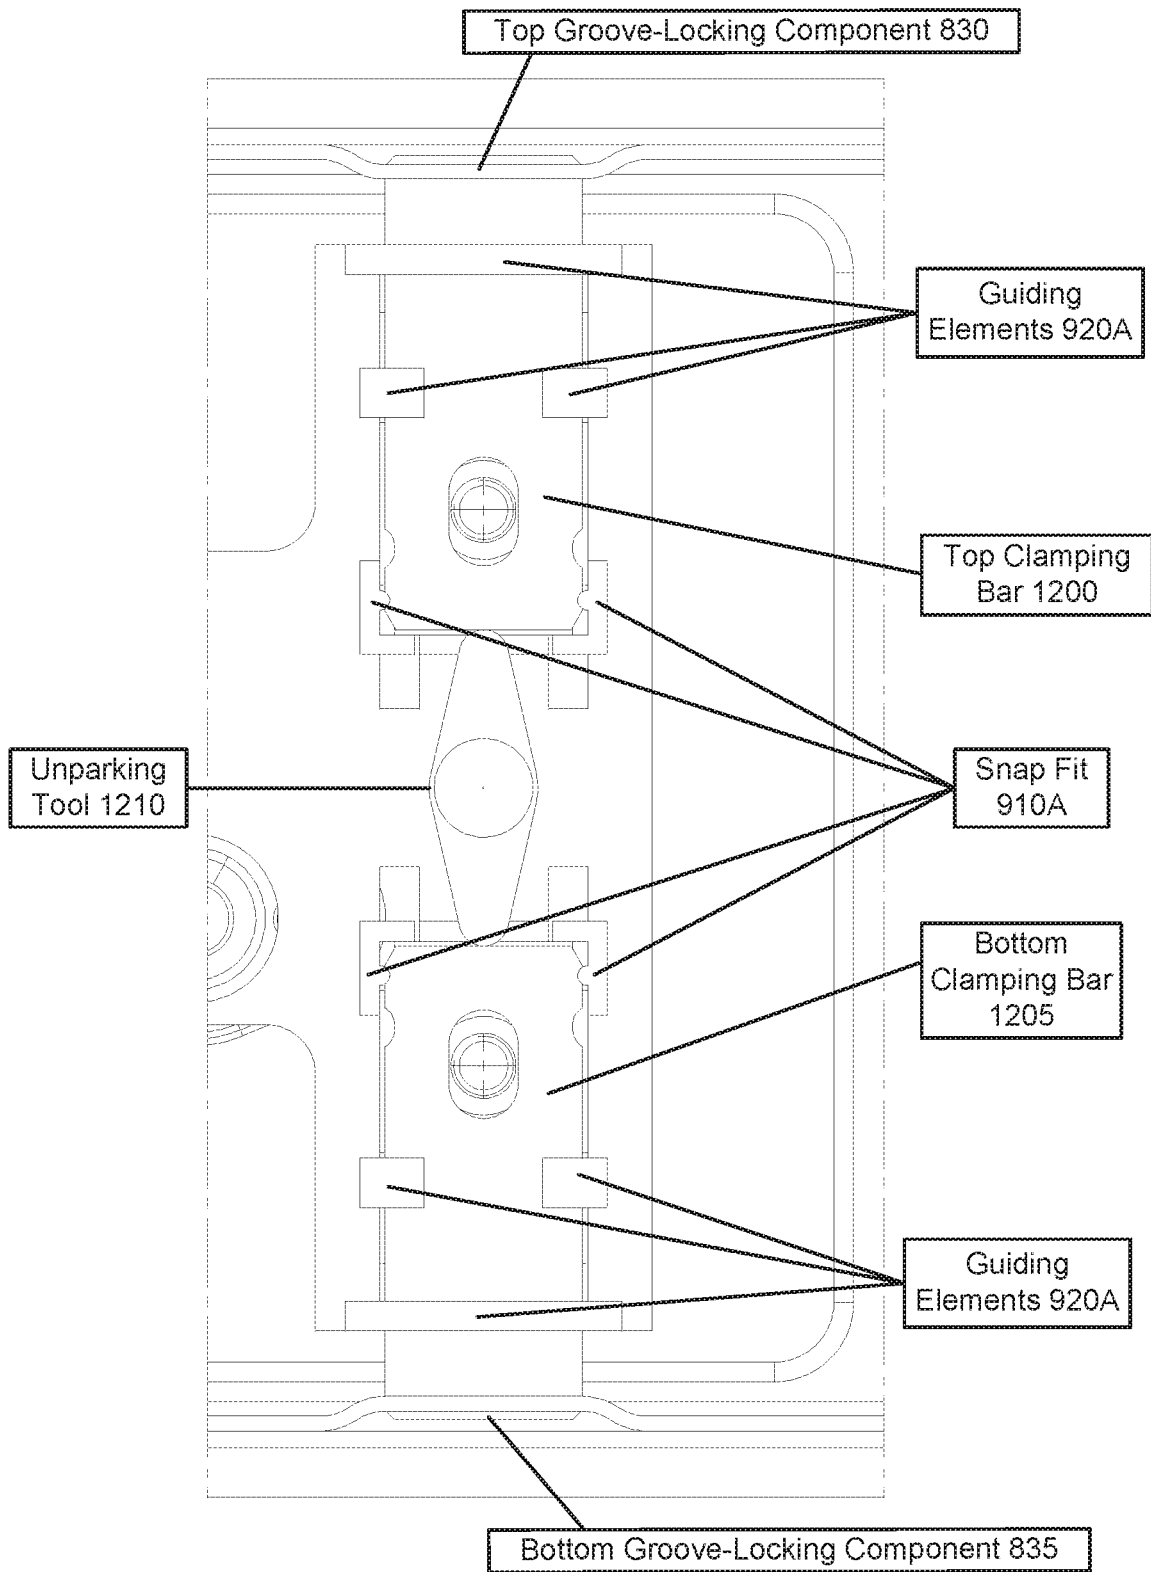 Top Groove-Locking Component 830
Guiding
Elements 920A
Top Clamping
Bar 1200
Unparking
Tool 1210
Snap Fit
910A
Bottom
Clamping Bar
1205
Guiding
Elements 920A
Bottom Groove-Locking Component 835